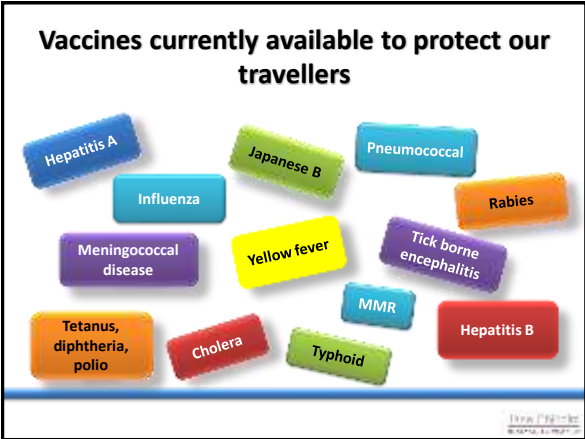 Vaccines currently available to protect our
travellers
Hepatitis A
Japanese B
Pneumococcal
Influenza
Rabies
Meningococcal
disease
Yellow fever
Tick borne
encephalitis
MMR
Tetanus,
diphtheria,
polio
Cholera
Typhoid
Hepatitis B